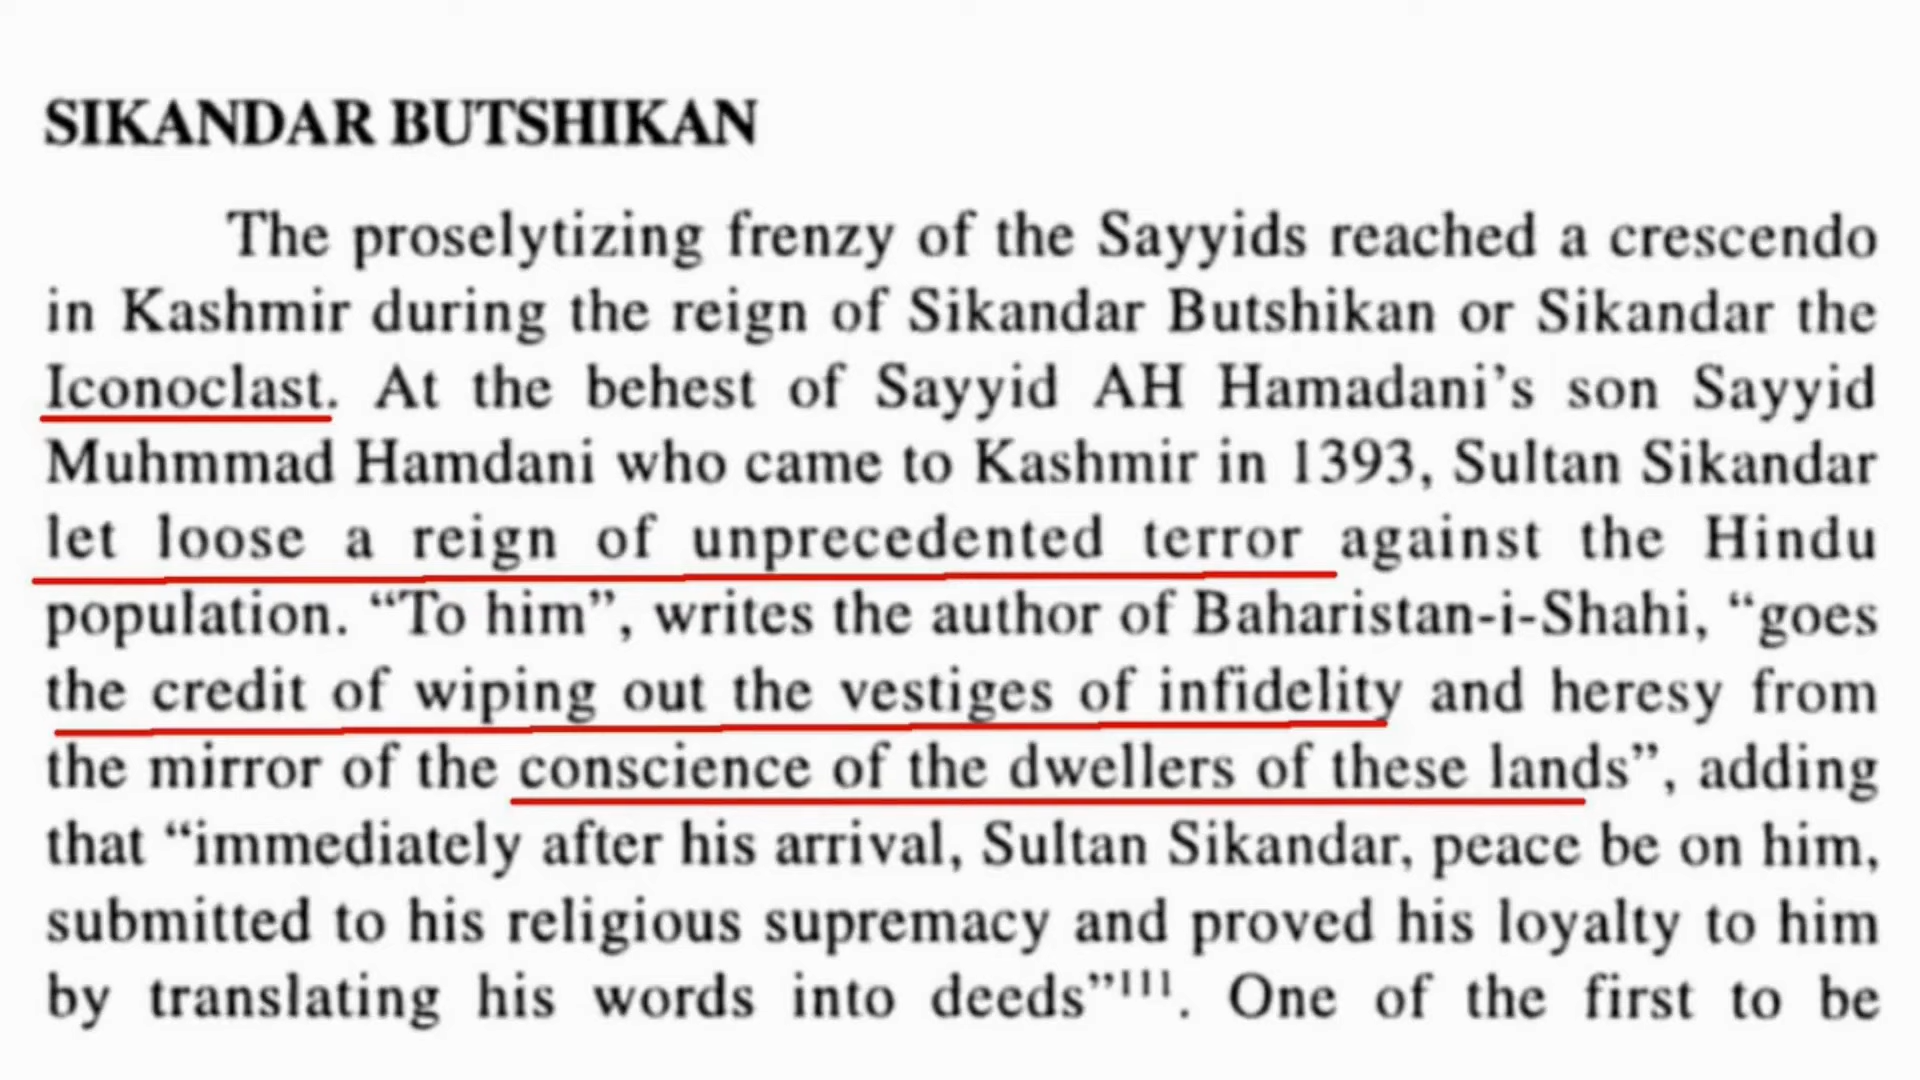 SIKANDAR BUTSHIKAN
The proselytizing frenzy of the Sayyids reached a crescendo
in Kashmir during the reign of Sikandar Butshikan or Sikandar the
Iconoclast. At the behest of Sayyid AH Hamadani's son Sayyid
Muhmmad Hamdani who came to Kashmir in 1393, Sultan Sikandar
let loose a reign of unprecedented terror against the Hindu
population. “To him”, writes the author of Baharistan-i-Shahi, “goes
the credit of wiping out the vestiges of infidelity and heresy from
the mirror of the conscience of the dwellers of these lands”, adding
that “immediately after his arrival, Sultan Sikandar, peace be on him,
submitted to his religious supremacy and proved his loyalty to him
by translating his words into deeds”111. One of the first to be